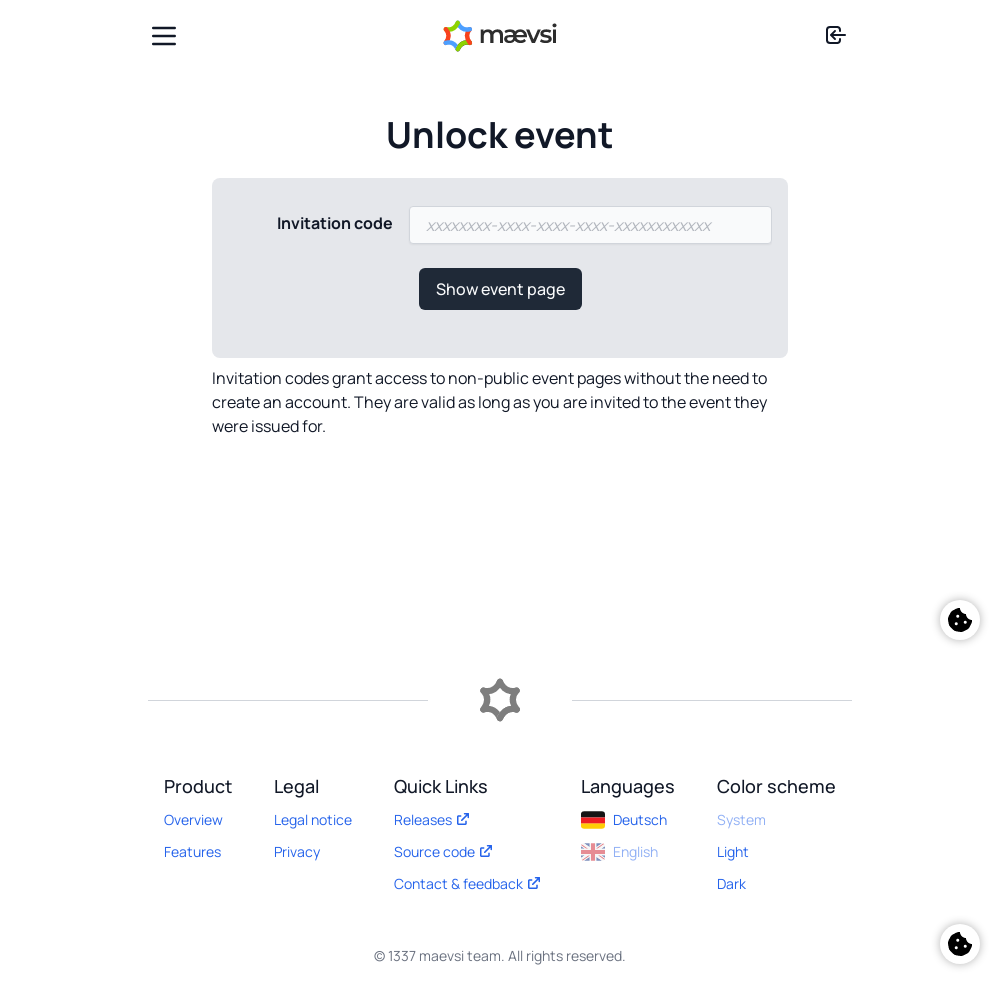 mævsi
Unlock event
Invitation code
xxxxxxxx-xxxx-xxxx-xxxx-xxxxxxxxxxxx
Show event page
Invitation codes grant access to non-public event pages without the need to
create an account. They are valid as long as you are invited to the event they
were issued for.
Product
Overview
Features
Legal
Legal notice
Privacy
Quick Links
Releases
Source code
Contact & feedback
Languages
Deutsch
English
Color scheme
System
Light
Dark
© 1337 maevsi team. All rights reserved.